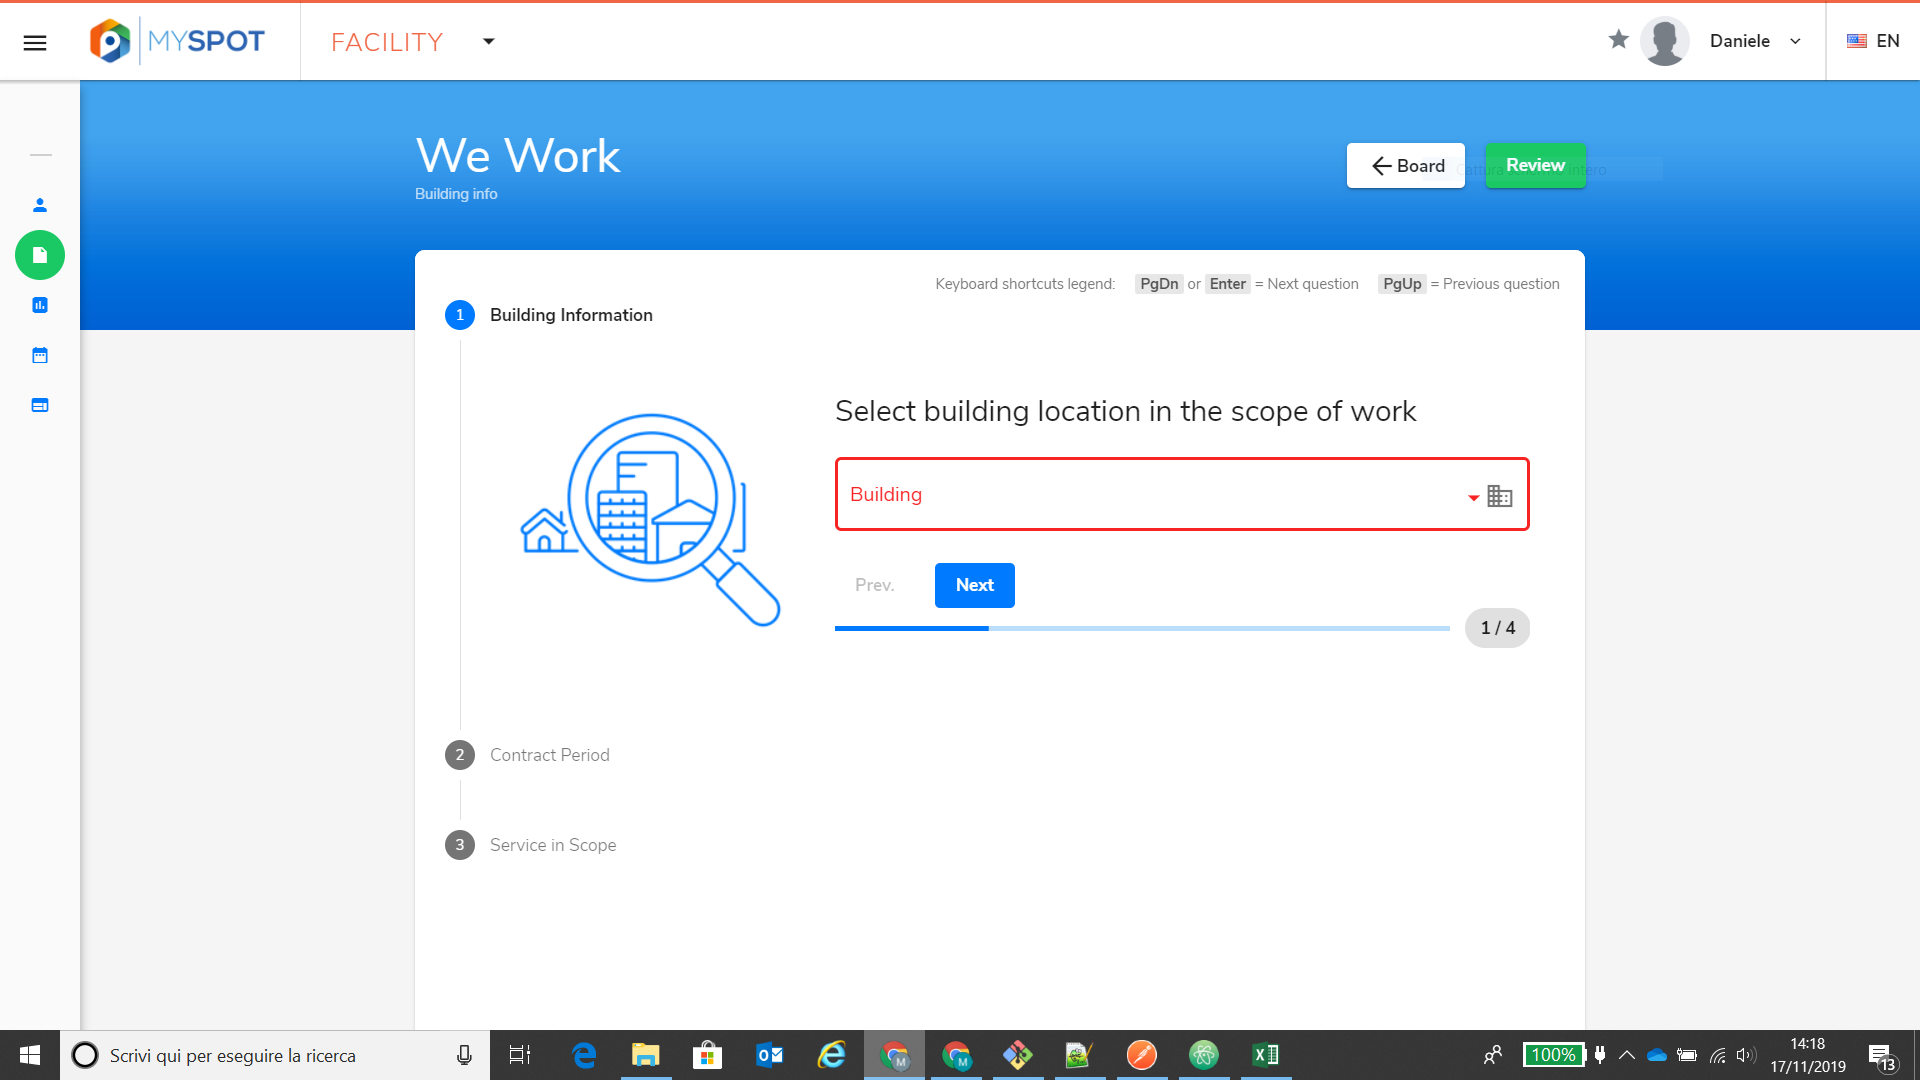 MYSPOT
FACILITY
Daniele
EN
We Work
Building info
Board
Review
Keyboard shortcuts legend: PgDn or Enter = Next question PgUp = Previous question
1 Building Information
Select building location in the scope of work
Building
Prev.
Next
1 / 4
2 Contract Period
3 Service in Scope
Scrivi qui per eseguire la ricerca
100%
14:18
17/11/2019
13